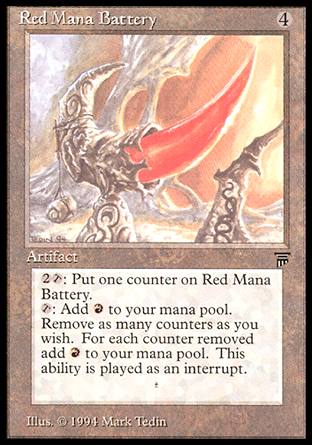 Red Mana Battery 4
TEDIN 94
Artifact
2: Put one counter on Red Mana
Battery.
: Add to your mana pool.
Remove as many counters as you
wish. For each counter removed
add to your mana pool. This
ability is played as an interrupt.
Illus. © 1994 Mark Tedin